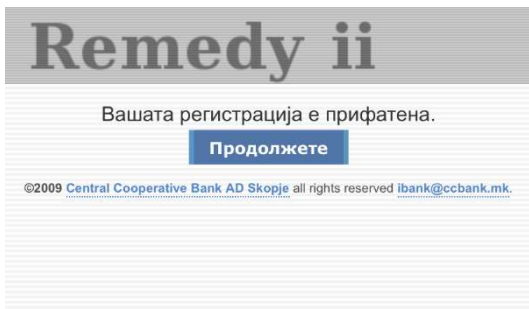 Remedy ii
Вашата регистрација е прифатена.
Продолжете
©2009 Central Cooperative Bank AD Skopje all rights reserved ibank@ccbank.mk.